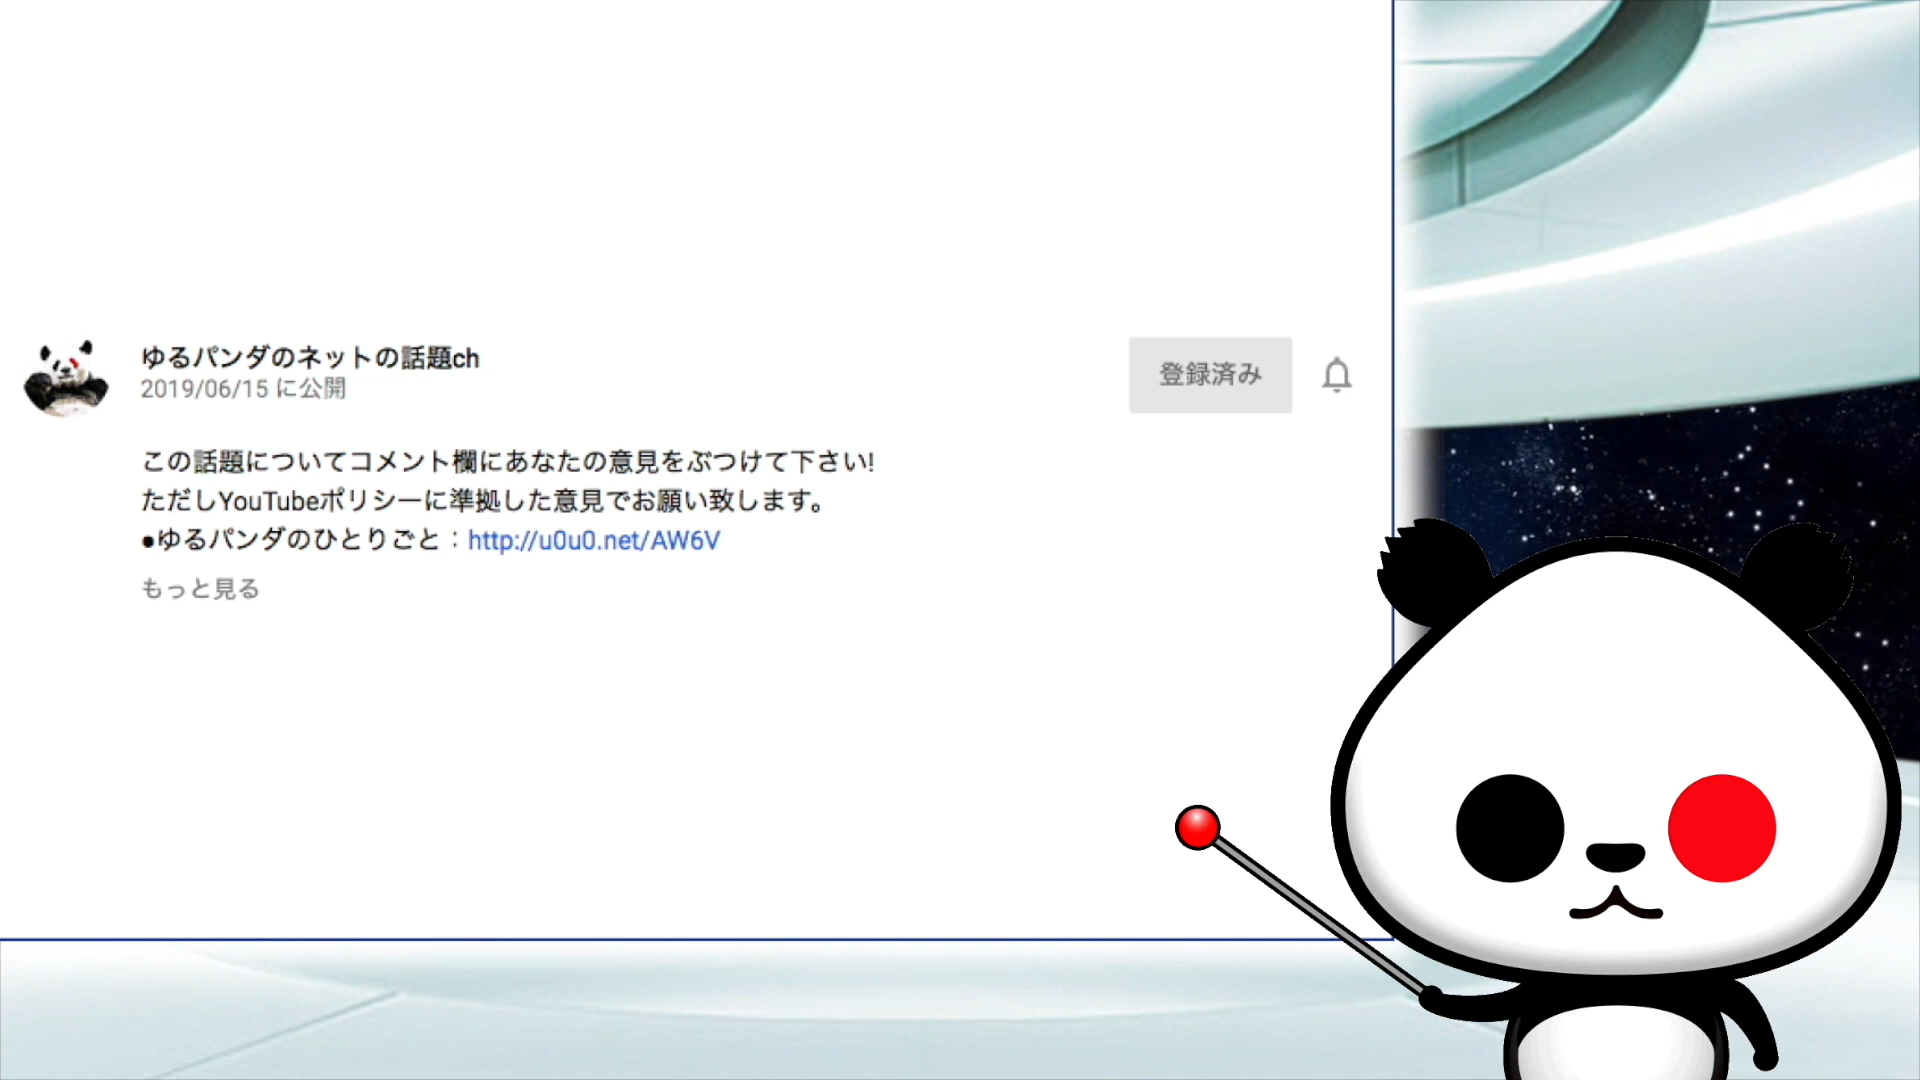 ゆるパンダのネットの話題ch
2019/06/15 に公開
登録済み
この話題についてコメント欄にあなたの意見をぶつけて下さい!
ただしYouTubeポリシーに準拠した意見でお願い致します。
●ゆるパンダのひとりごと：http://u0u0.net/AW6V
もっと見る